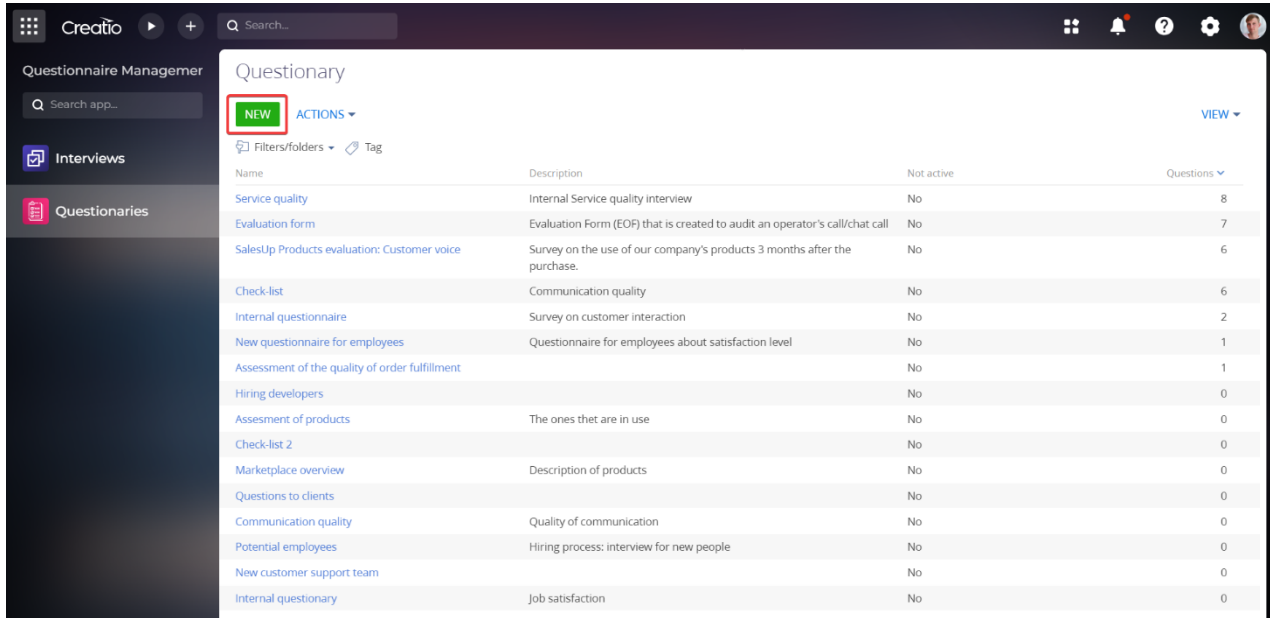 Creatio
Search...
Questionnaire Managemer
Search app...
Interviews
Questionaries
Questionary
NEW ACTIONS VIEW
Filters/folders Tag
Name Description Not active Questions
Service quality Internal Service quality interview No 8
Evaluation form Evaluation Form (EOF) that is created to audit an operator's call/chat call No 7
SalesUp Products evaluation: Customer voice Survey on the use of our company's products 3 months after the No 6
purchase.
Check-list Communication quality No 6
Internal questionnaire Survey on customer interaction No 2
New questionnaire for employees Questionnaire for employees about satisfaction level No 1
Assessment of the quality of order fulfillment No 1
Hiring developers No 0
Assesment of products The ones thet are in use No 0
Check-list 2 No 0
Marketplace overview Description of products No 0
Questions to clients No 0
Communication quality Quality of communication No 0
Potential employees Hiring process: interview for new people No 0
New customer support team No 0
Internal questionary Job satisfaction No 0